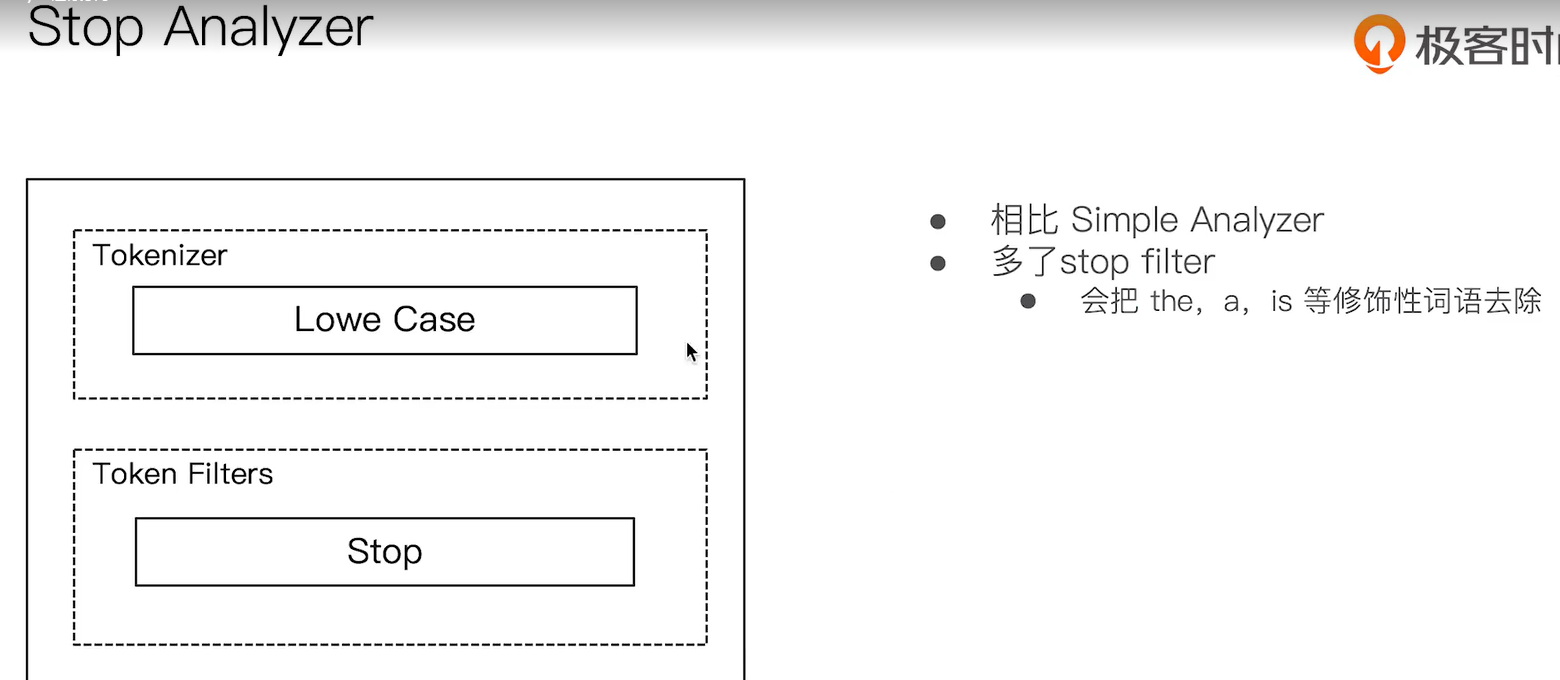 Stop Analyzer
极客时
Tokenizer
Lowe Case
Token Filters
Stop
相比 Simple Analyzer
多了stop filter
会把 the，a，is 等修饰性词语去除